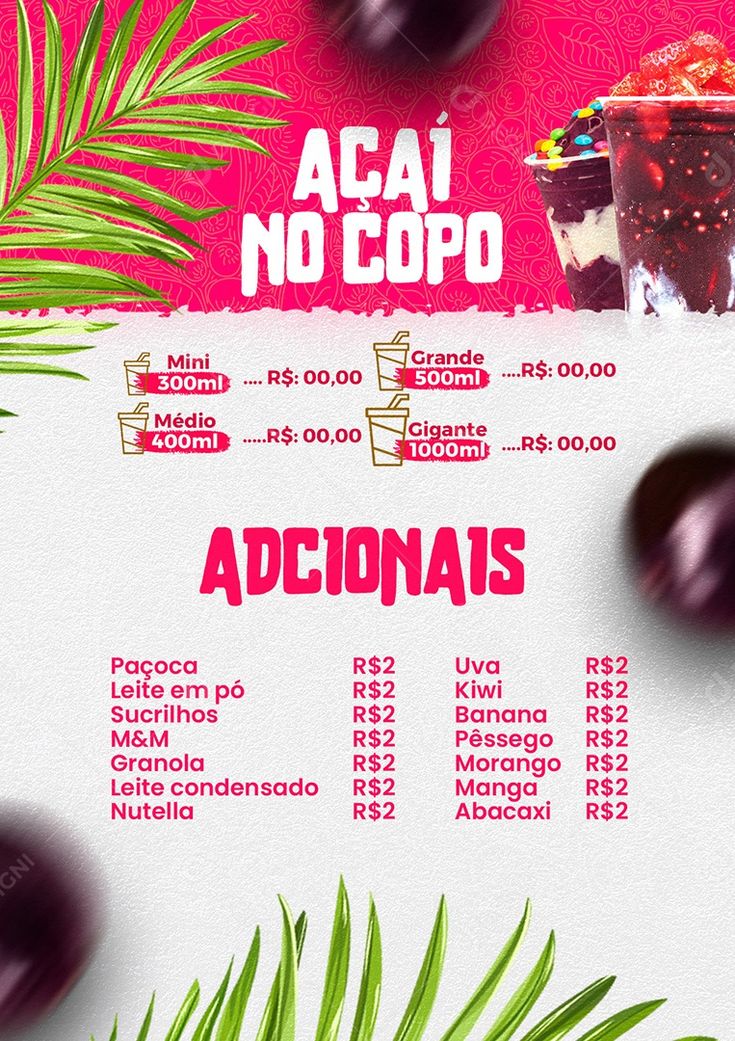 AÇAÍ
NO COPO
Mini
300ml .... R$: 00,00
Grande
500ml ....R$: 00,00
Médio
400ml .....R$: 00,00
Gigante
1000ml ....R$: 00,00
ADCIONAIS
Paçoca R$2
Leite em pó R$2
Sucrilhos R$2
M&M R$2
Granola R$2
Leite condensado R$2
Nutella R$2
Uva R$2
Kiwi R$2
Banana R$2
Pêssego R$2
Morango R$2
Manga R$2
Abacaxi R$2